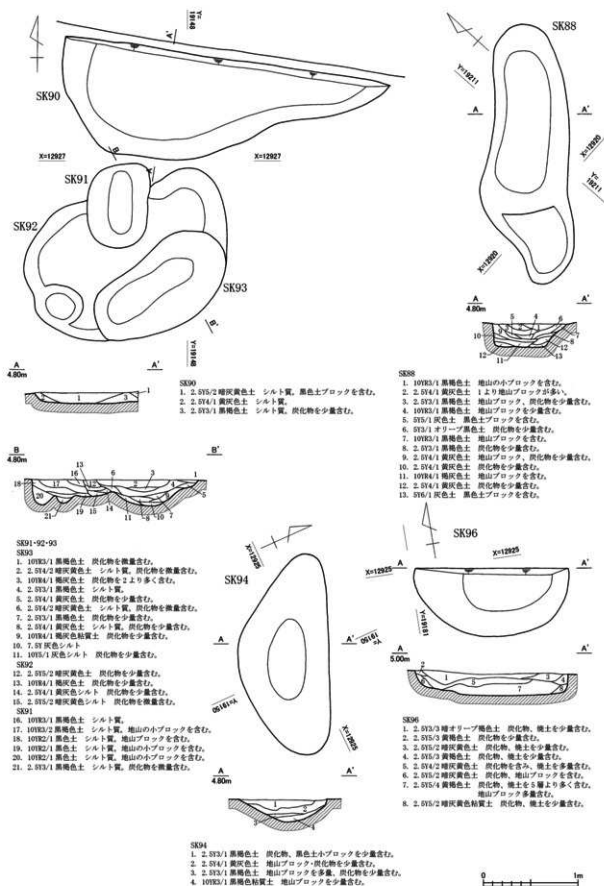 Y=19148
A'
SK90
X=12927
X=12927
B
A
SK91
SK92
SK93
B'
Y=19148
SK88
Y=19211
A
A'
X=12920
Y=19211
X=12920
A
4.80m
A'
1
3
SK90
1. 2.5Y5/2 暗灰黄色土 シルト質、黒色土ブロックを含む。
2. 2.5Y4/1 黄灰色土 シルト質。
3. 2.5Y3/1 黒褐色土 シルト質、炭化物を少量含む。
A
4.80m
A'
SK88
1. 10YR3/1 黒褐色土 地山の小ブロックを含む。
2. 2.5Y4/1 黄灰色土 1より地山ブロックが多い。
3. 2.5Y3/1 黒褐色土 地山ブロック、炭化物を少量含む。
4. 10YR3/1 黒褐色土 地山ブロックを少量含む。
5. 5Y5/1 灰色土 黒色土ブロックを含む。
6. 5Y3/1 オリーブ黒色土 炭化物を少量含む。
7. 10YR3/1 黒褐色土 地山ブロックを含む。
8. 2.5Y3/1 黒褐色土 炭化物を少量含む。
9. 2.5Y4/1 黄灰色土 地山ブロック、炭化物を少量含む。
10. 2.5Y4/1 黄灰色土 炭化物を少量含む。
11. 10YR4/1 褐灰色土 地山ブロックを含む。
12. 2.5Y4/1 黄灰色土 炭化物を少量含む。
13. 5Y6/1 灰色土 黒色土ブロックを含む。
B
4.80m
B'
SK91・92・93
SK93
1. 10YR3/1 黒褐色土 炭化物を微量含む。
2. 2.5Y4/2 暗灰黄色土 シルト質、炭化物を微量含む。
3. 10YR4/1 褐灰色土 炭化物を2より多く含む。
4. 2.5Y3/1 黒褐色土 シルト質。
5. 2.5Y4/1 黄灰色土 炭化物を少量含む。
6. 2.5Y4/2 暗灰黄色土 シルト質、炭化物を微量含む。
7. 2.5Y3/1 黒褐色土 炭化物を少量含む。
8. 2.5Y4/1 黄灰色土 シルト質、炭化物を少量含む。
9. 10YR4/1 褐灰色粘質土 炭化物を少量含む。
10. 7.5Y 灰色シルト
11. 10Y5/1 灰色シルト 炭化物を少量含む。
SK92
12. 2.5Y5/2 暗灰黄色土 炭化物を少量含む。
13. 10YR4/1 褐灰色土 炭化物を少量含む。
14. 2.5Y4/1 黄灰色シルト 炭化物を少量含む。
15. 2.5Y5/2 暗灰黄色シルト 炭化物を微量含む。
SK91
16. 10YR3/1 黒褐色土 シルト質。
17. 10YR3/2 黒褐色土 シルト質、地山の小ブロックを含む。
18. 10YR2/1 黒色土 シルト質、地山ブロックを含む。
19. 10YR2/1 黒色土 シルト質、地山の小ブロックを含む。
20. 10YR2/1 黒色土 シルト質、地山の小ブロックを含む。
21. 2.5Y3/1 黒褐色土 シルト質、炭化物を微量含む。
SK94
X=12925
A
A'
Y=19150
Y=19150
X=12925
A
4.80m
A'
SK94
1. 2.5Y3/1 黒褐色土 炭化物、黒色土小ブロックを少量含む。
2. 2.5Y4/1 黄灰色土 地山ブロック・炭化物を少量含む。
3. 2.5Y3/1 黒褐色土 地山ブロックを多量、炭化物を少量含む。
4. 10YR3/1 黒褐色粘質土 地山ブロックを少量含む。
SK96
X=12925
X=12925
A
A'
Y=19181
A
5.00m
A'
SK96
1. 2.5Y3/3 暗オリーブ褐色土 炭化物、焼土を少量含む。
2. 2.5Y5/3 黄褐色土 炭化物を少量含む。
3. 2.5Y5/2 暗灰黄色土 炭化物、焼土を少量含む。
4. 2.5Y5/3 黄褐色土 炭化物を少量含む。
5. 2.5Y4/2 暗灰黄色土 炭化物を含み、焼土を多量含む。
6. 2.5Y5/2 暗灰黄色土 炭化物、地山ブロックを含む。
7. 2.5Y5/4 黄褐色土 炭化物、焼土を5層より多く含む。
地山ブロック多量含む。
8. 2.5Y5/2 暗灰黄色粘質土 炭化物、焼土を少量含む。
0
1m